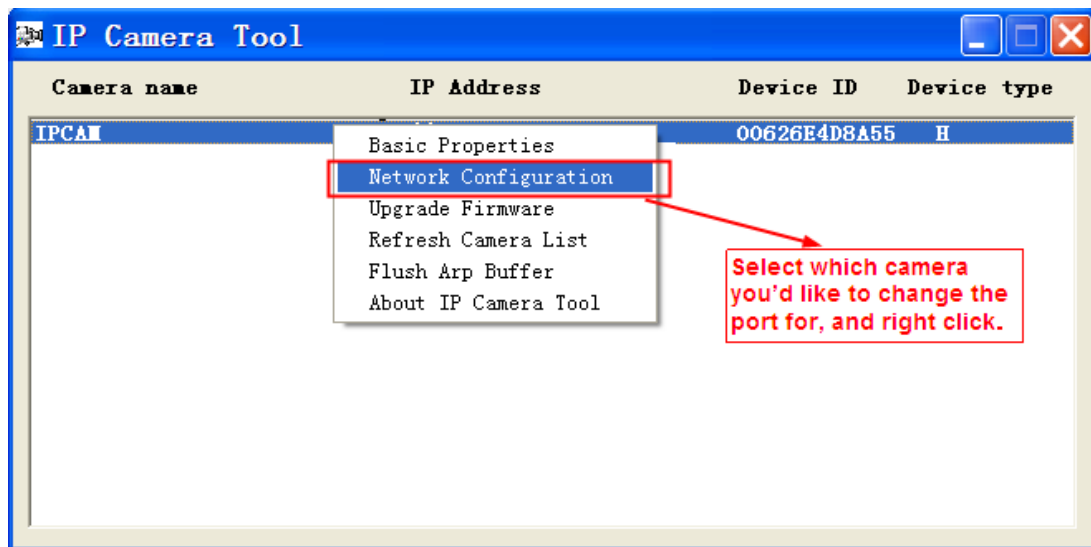 IP Camera Tool
Camera name IP Address Device ID Device type
IPCAM 00626E4D8A55 H
Basic Properties
Network Configuration
Upgrade Firmware
Refresh Camera List
Flush Arp Buffer
About IP Camera Tool
Select which camera
you'd like to change the
port for, and right click.